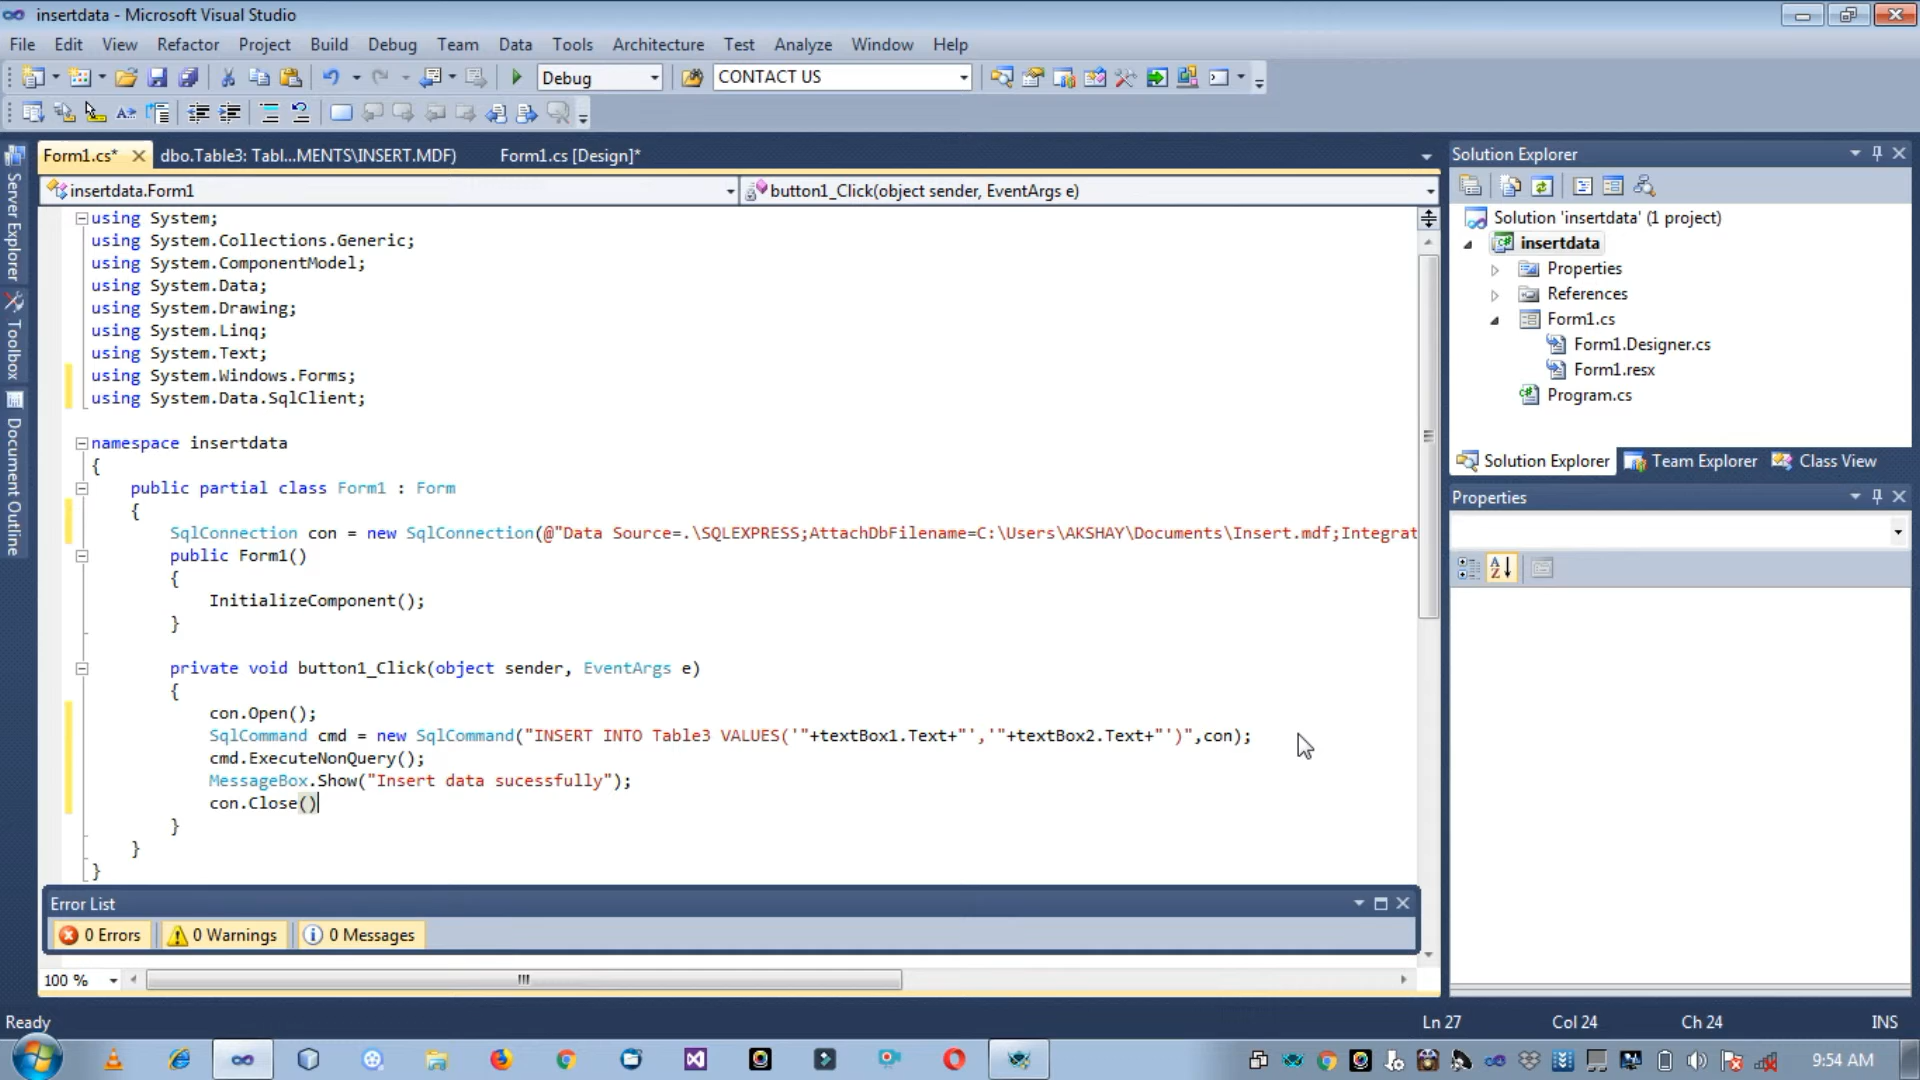 insertdata - Microsoft Visual Studio
File Edit View Refactor Project Build Debug Team Data Tools Architecture Test Analyze Window Help
Debug CONTACT US
Form1.cs* dbo.Table3: Tabl...MENTS\INSERT.MDF) Form1.cs [Design]*
insertdata.Form1 button1_Click(object sender, EventArgs e)
Server Explorer
Toolbox
Document Outline
using System;
using System.Collections.Generic;
using System.ComponentModel;
using System.Data;
using System.Drawing;
using System.Linq;
using System.Text;
using System.Windows.Forms;
using System.Data.SqlClient;
namespace insertdata
{
public partial class Form1 : Form
{
SqlConnection con = new SqlConnection(@"Data Source=.\SQLEXPRESS;AttachDbFilename=C:\Users\AKSHAY\Documents\Insert.mdf;Integrat
public Form1()
{
InitializeComponent();
}
private void button1_Click(object sender, EventArgs e)
{
con.Open();
SqlCommand cmd = new SqlCommand("INSERT INTO Table3 VALUES('"+textBox1.Text+"','"+textBox2.Text+"')",con);
cmd.ExecuteNonQuery();
MessageBox.Show("Insert data sucessfully");
con.Close()
}
}
}
Error List
0 Errors 0 Warnings 0 Messages
100 %
Solution Explorer
Solution 'insertdata' (1 project)
insertdata
Properties
References
Form1.cs
Form1.Designer.cs
Form1.resx
Program.cs
Solution Explorer Team Explorer Class View
Properties
Ready Ln 27 Col 24 Ch 24 INS
9:54 AM